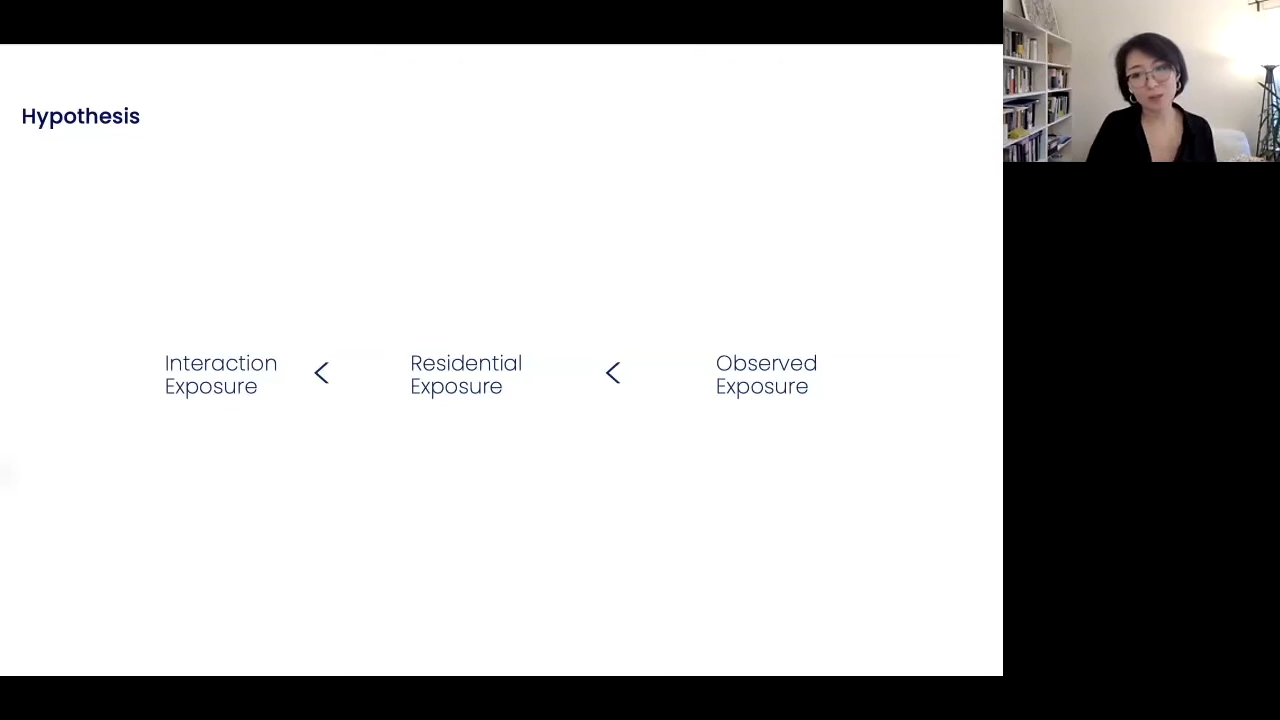 Hypothesis
Interaction
Exposure
<
Residential
Exposure
<
Observed
Exposure